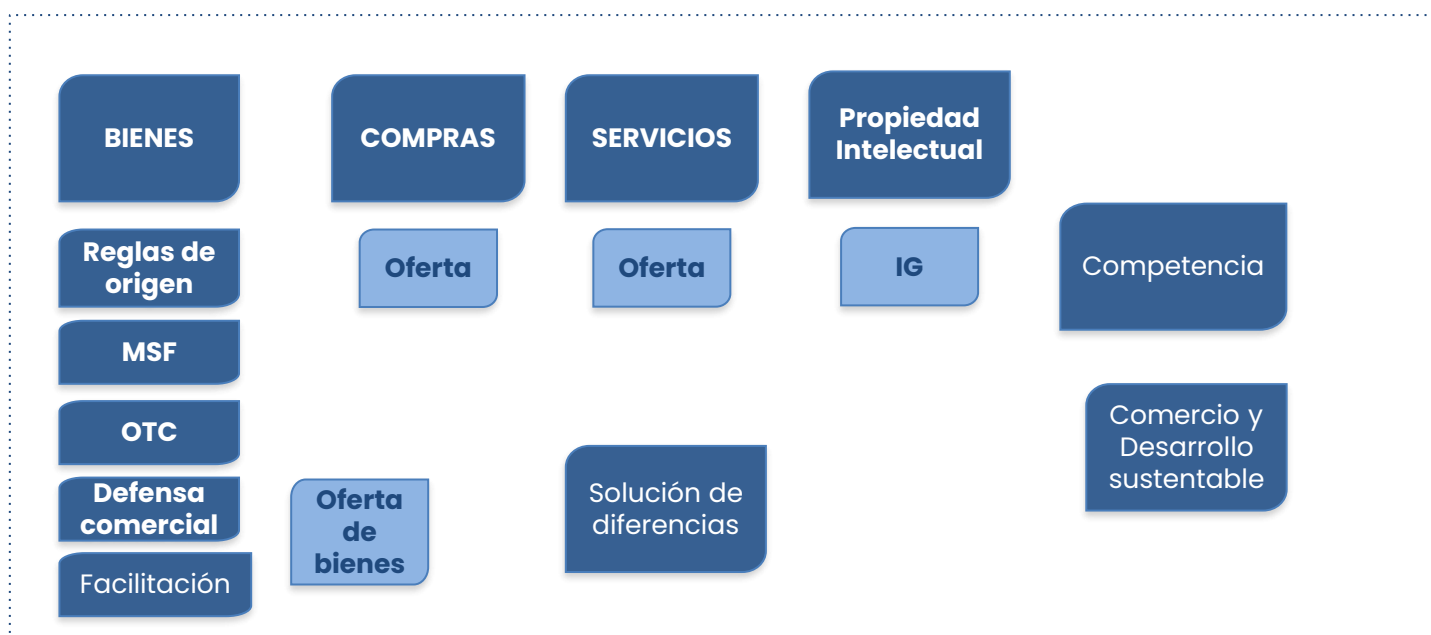 BIENES
COMPRAS
SERVICIOS
Propiedad
Intelectual
Reglas de
origen
Oferta
Oferta
IG
Competencia
MSF
OTC
Comercio y
Desarrollo
sustentable
Defensa
comercial
Oferta
de
bienes
Solución de
diferencias
Facilitación